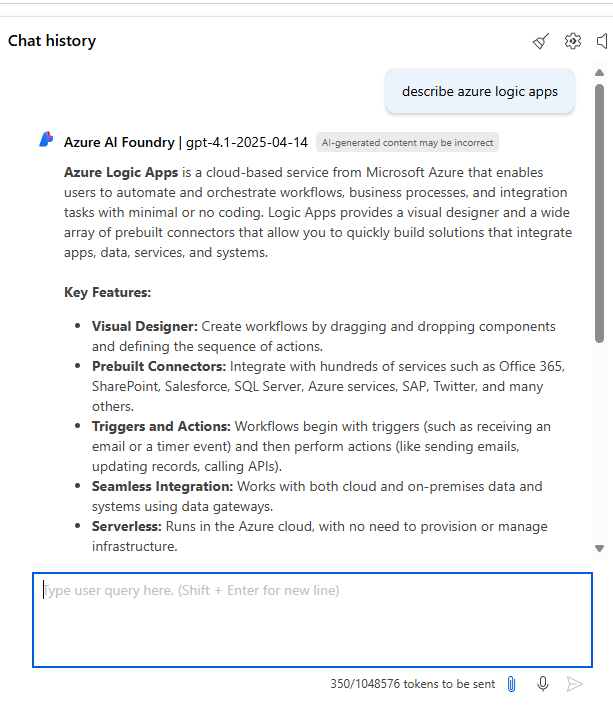 Chat history
describe azure logic apps
Azure AI Foundry | gpt-4.1-2025-04-14 AI-generated content may be incorrect
Azure Logic Apps is a cloud-based service from Microsoft Azure that enables
users to automate and orchestrate workflows, business processes, and integration
tasks with minimal or no coding. Logic Apps provides a visual designer and a wide
array of prebuilt connectors that allow you to quickly build solutions that integrate
apps, data, services, and systems.
Key Features:
• Visual Designer: Create workflows by dragging and dropping components
and defining the sequence of actions.
• Prebuilt Connectors: Integrate with hundreds of services such as Office 365,
SharePoint, Salesforce, SQL Server, Azure services, SAP, Twitter, and many
others.
• Triggers and Actions: Workflows begin with triggers (such as receiving an
email or a timer event) and then perform actions (like sending emails,
updating records, calling APIs).
• Seamless Integration: Works with both cloud and on-premises data and
systems using data gateways.
• Serverless: Runs in the Azure cloud, with no need to provision or manage
infrastructure.
Type user query here. (Shift + Enter for new line)
350/1048576 tokens to be sent